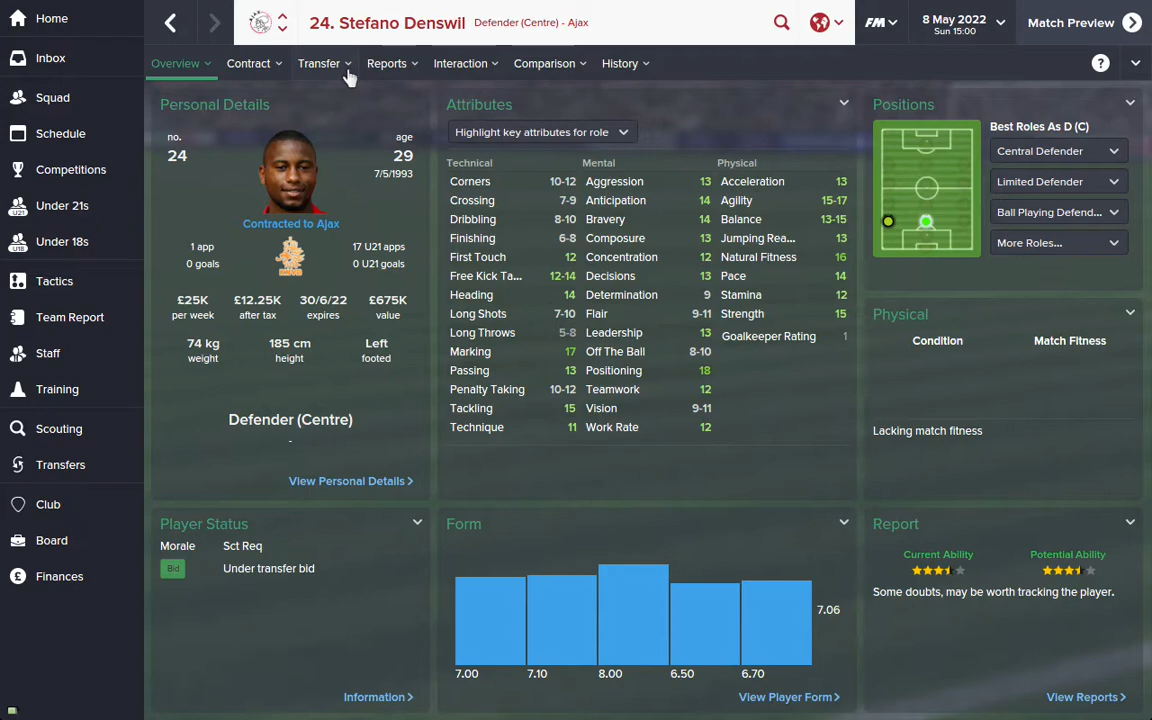 Home
Inbox
Squad
Schedule
Competitions
Under 21s
U21
Under 18s
U18
Tactics
Team Report
Staff
Training
Scouting
Transfers
Club
Board
Finances
24. Stefano Denswil
Defender (Centre) - Ajax
FM
8 May 2022
Sun 15:00
Match Preview
Overview
Contract
Transfer
Reports
Interaction
Comparison
History
?
Personal Details
no.
24
age
29
7/5/1993
Contracted to Ajax
1 app
0 goals
17 U21 apps
0 U21 goals
£25K per week
£12.25K after tax
30/6/22 expires
£675K value
74 kg weight
185 cm height
Left footed
Defender (Centre)
-
View Personal Details
Attributes
Highlight key attributes for role
Technical Mental Physical
Corners 10-12 Aggression 13 Acceleration 13
Crossing 7-9 Anticipation 14 Agility 15-17
Dribbling 8-10 Bravery 14 Balance 13-15
Finishing 6-8 Composure 13 Jumping Rea... 13
First Touch 12 Concentration 12 Natural Fitness 16
Free Kick Ta... 12-14 Decisions 13 Pace 14
Heading 14 Determination 9 Stamina 12
Long Shots 7-10 Flair 9-11 Strength 15
Long Throws 5-8 Leadership 13 Goalkeeper Rating 1
Marking 17 Off The Ball 8-10
Passing 13 Positioning 18
Penalty Taking 10-12 Teamwork 12
Tackling 15 Vision 9-11
Technique 11 Work Rate 12
Positions
Best Roles As D (C)
Central Defender
Limited Defender
Ball Playing Defend...
More Roles...
Physical
Condition Match Fitness
Lacking match fitness
Player Status
Morale Sct Req
Bid Under transfer bid
Information
Form
7.06
7.00 7.10 8.00 6.50 6.70
View Player Form
Report
Current Ability Potential Ability
Some doubts, may be worth tracking the player.
View Reports